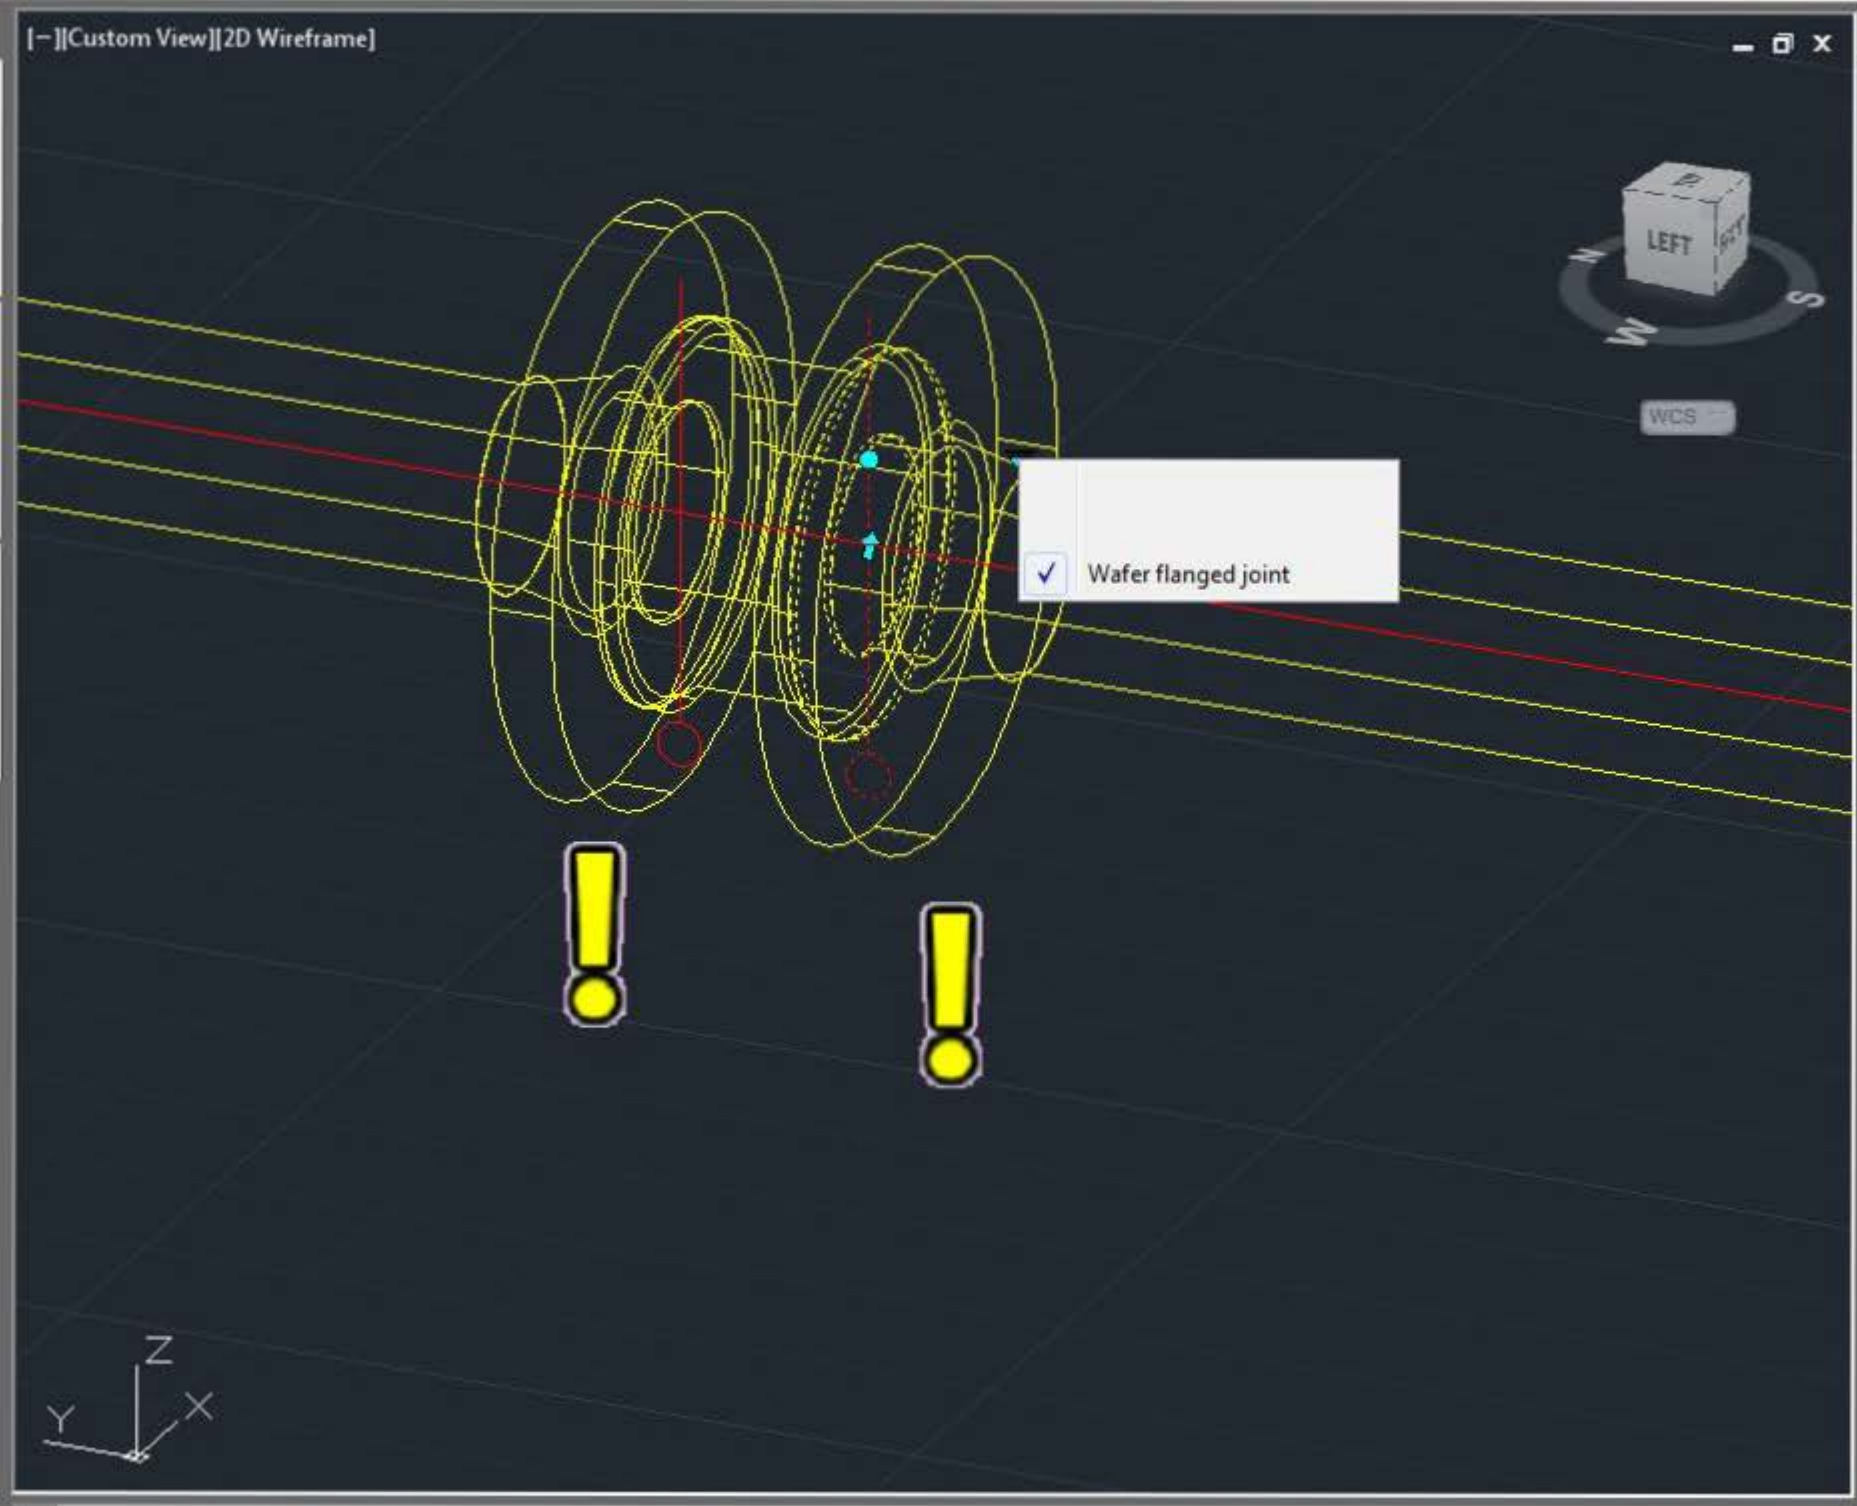 [−][Custom View][2D Wireframe]
LEFT
N
S
W
WCS
Wafer flanged joint
!
!
Z
Y
X